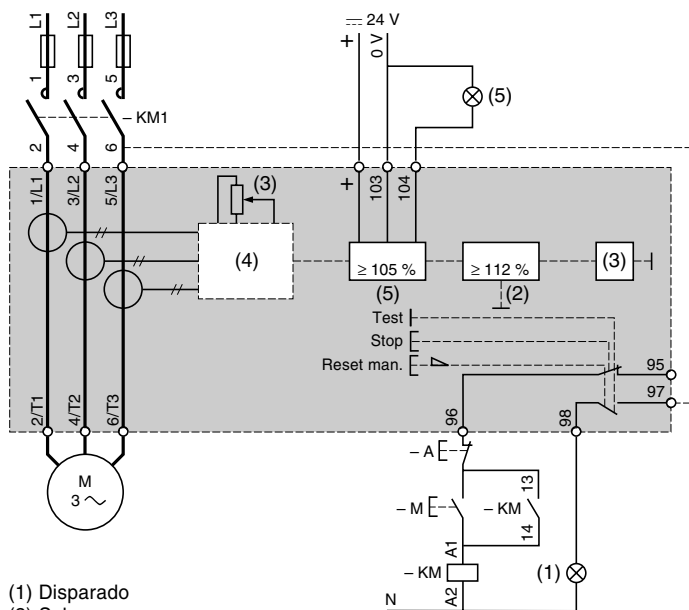 L1
L2
L3
1
3
5
– KM1
2
4
6
24 V
+
0 V
(5)
1/L1
3/L2
5/L3
+
103
104
(3)
(4)
≥ 105 %
(5)
≥ 112 %
(2)
(3)
Test
Stop
Reset man.
95
97
96
98
2/T1
4/T2
6/T3
M
3
– A
– M
– KM
13
14
A1
– KM
A2
(1)
N
(1) Disparado